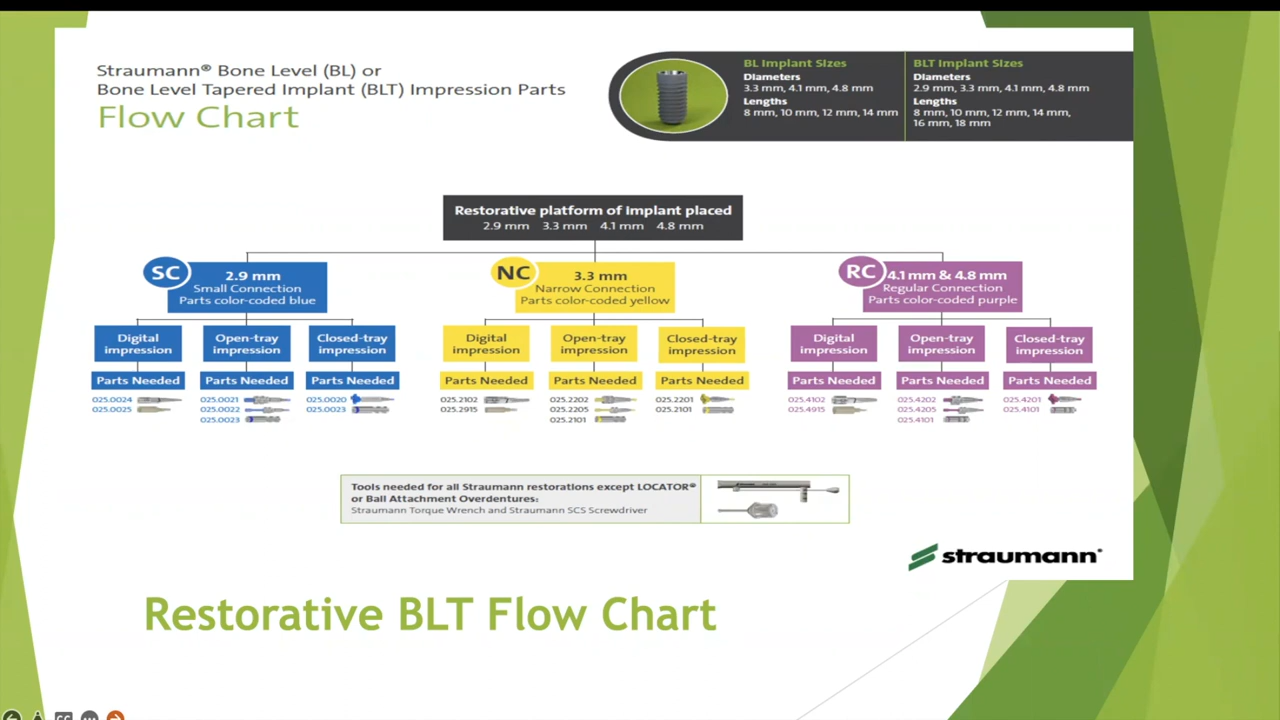 Straumann® Bone Level (BL) or
Bone Level Tapered Implant (BLT) Impression Parts
Flow Chart
BL Implant Sizes
Diameters
3.3 mm, 4.1 mm, 4.8 mm
Lengths
8 mm, 10 mm, 12 mm, 14 mm
BLT Implant Sizes
Diameters
2.9 mm, 3.3 mm, 4.1 mm, 4.8 mm
Lengths
8 mm, 10 mm, 12 mm, 14 mm,
16 mm, 18 mm
Restorative platform of implant placed
2.9 mm 3.3 mm 4.1 mm 4.8 mm
SC
2.9 mm
Small Connection
Parts color-coded blue
Digital
impression
Parts Needed
025.0024
025.0025
Open-tray
impression
Parts Needed
025.0021
025.0022
025.0023
Closed-tray
impression
Parts Needed
025.0020
025.0023
NC
3.3 mm
Narrow Connection
Parts color-coded yellow
Digital
impression
Parts Needed
025.2102
025.2915
Open-tray
impression
Parts Needed
025.2202
025.2205
025.2101
Closed-tray
impression
Parts Needed
025.2201
025.2101
RC
4.1 mm & 4.8 mm
Regular Connection
Parts color-coded purple
Digital
impression
Parts Needed
025.4102
025.4915
Open-tray
impression
Parts Needed
025.4202
025.4205
025.4101
Closed-tray
impression
Parts Needed
025.4201
025.4101
Tools needed for all Straumann restorations except LOCATOR®
or Ball Attachment Overdentures:
Straumann Torque Wrench and Straumann SCS Screwdriver
straumann®
Restorative BLT Flow Chart